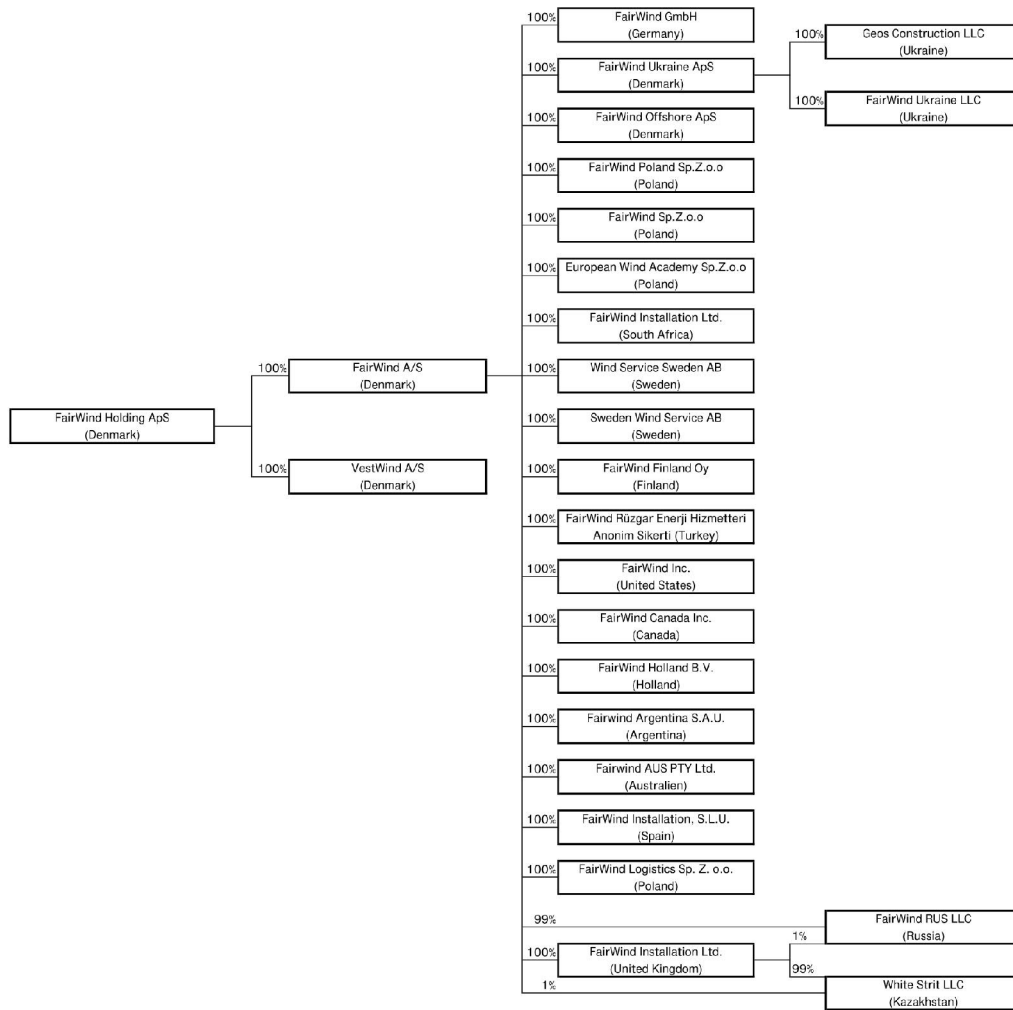 100%
FairWind GmbH
(Germany)
100%
Geos Construction LLC
(Ukraine)
100%
FairWind Ukraine ApS
(Denmark)
100%
FairWind Ukraine LLC
(Ukraine)
100%
FairWind Offshore ApS
(Denmark)
100%
FairWind Poland Sp.Z.o.o
(Poland)
100%
FairWind Sp.Z.o.o
(Poland)
100%
European Wind Academy Sp.Z.o.o
(Poland)
100%
FairWind Installation Ltd.
(South Africa)
100%
FairWind A/S
(Denmark)
100%
Wind Service Sweden AB
(Sweden)
FairWind Holding ApS
(Denmark)
100%
Sweden Wind Service AB
(Sweden)
100%
VestWind A/S
(Denmark)
100%
FairWind Finland Oy
(Finland)
100%
FairWind Rüzgar Enerji Hizmetteri
Anonim Sikerti (Turkey)
100%
FairWind Inc.
(United States)
100%
FairWind Canada Inc.
(Canada)
100%
FairWind Holland B.V.
(Holland)
100%
Fairwind Argentina S.A.U.
(Argentina)
100%
Fairwind AUS PTY Ltd.
(Australien)
100%
FairWind Installation, S.L.U.
(Spain)
100%
FairWind Logistics Sp. Z. o.o.
(Poland)
99%
FairWind RUS LLC
(Russia)
1%
100%
FairWind Installation Ltd.
(United Kingdom)
99%
1%
White Strit LLC
(Kazakhstan)